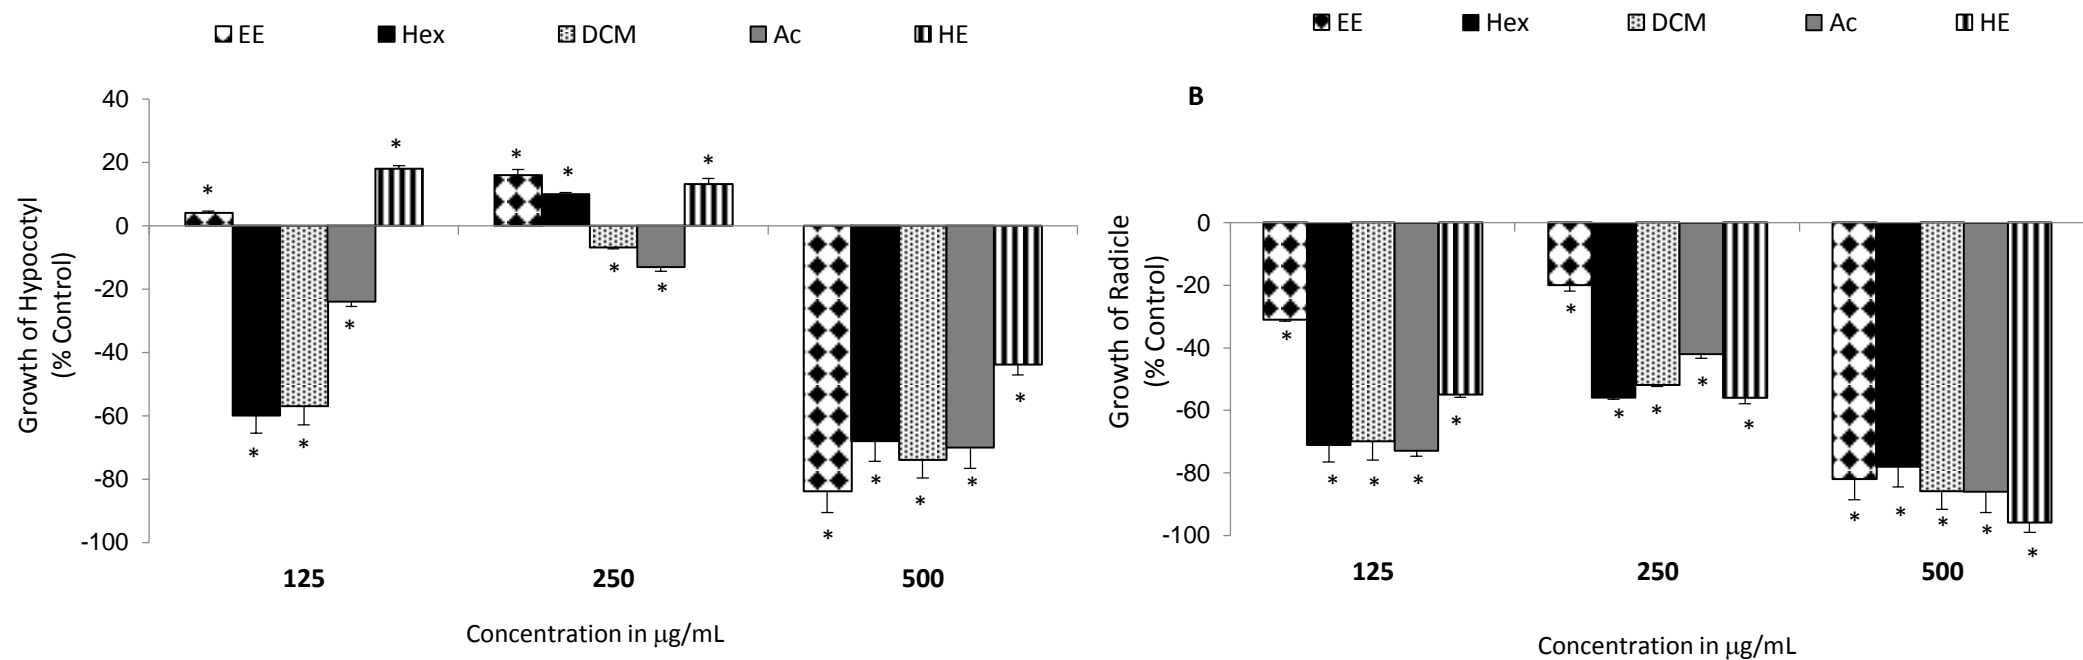 EE Hex DCM Ac HE
40
20
0
-20
-40
-60
-80
-100
Growth of Hypocotyl
(% Control)
* * * * *
* * * * *
* * * * *
125 250 500
Concentration in µg/mL
EE Hex DCM Ac HE
B
0
-20
-40
-60
-80
-100
Growth of Radicle
(% Control)
* * * * *
* * * * *
* * * * *
125 250 500
Concentration in µg/mL